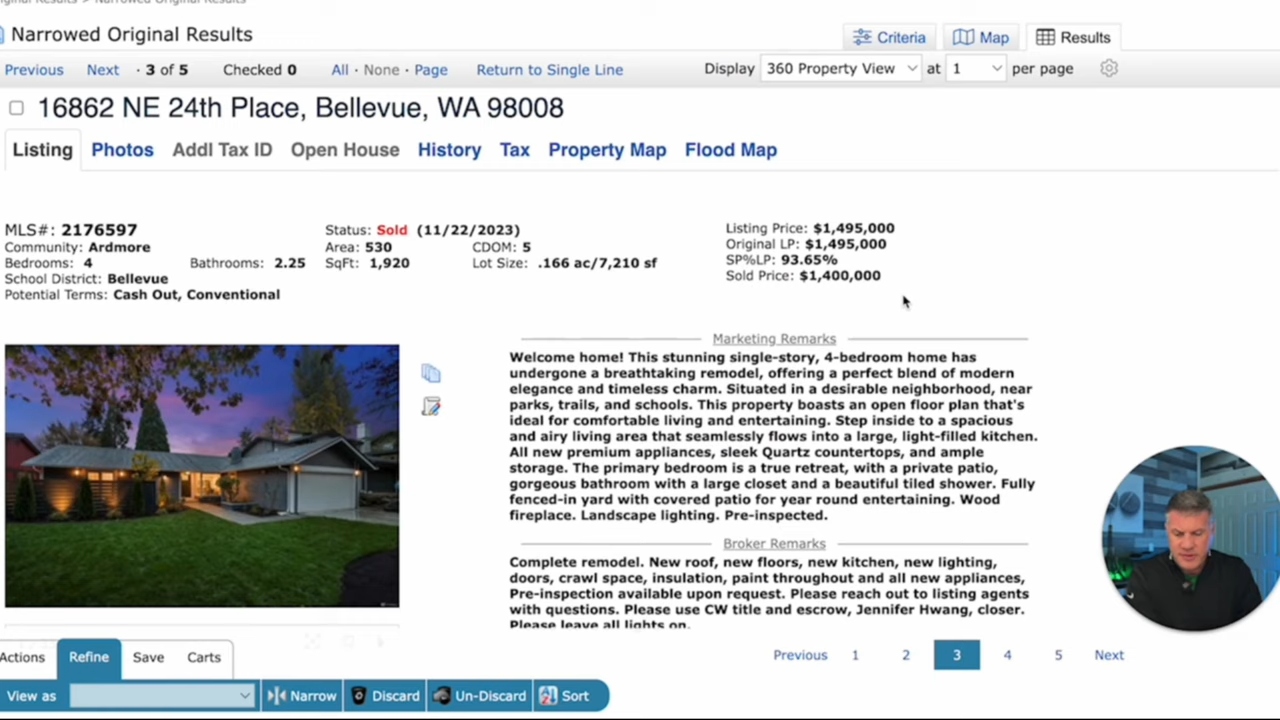 Narrowed Original Results
Criteria Map Results
Previous Next · 3 of 5 Checked 0 All · None · Page Return to Single Line Display 360 Property View at 1 per page
16862 NE 24th Place, Bellevue, WA 98008
Listing Photos Addl Tax ID Open House History Tax Property Map Flood Map
MLS#: 2176597 Status: Sold (11/22/2023) Listing Price: $1,495,000
Community: Ardmore Area: 530 CDOM: 5 Original LP: $1,495,000
Bedrooms: 4 Bathrooms: 2.25 SqFt: 1,920 Lot Size: .166 ac/7,210 sf SP%LP: 93.65%
School District: Bellevue Sold Price: $1,400,000
Potential Terms: Cash Out, Conventional
Marketing Remarks
Welcome home! This stunning single-story, 4-bedroom home has
undergone a breathtaking remodel, offering a perfect blend of modern
elegance and timeless charm. Situated in a desirable neighborhood, near
parks, trails, and schools. This property boasts an open floor plan that's
ideal for comfortable living and entertaining. Step inside to a spacious
and airy living area that seamlessly flows into a large, light-filled kitchen.
All new premium appliances, sleek Quartz countertops, and ample
storage. The primary bedroom is a true retreat, with a private patio,
gorgeous bathroom with a large closet and a beautiful tiled shower. Fully
fenced-in yard with covered patio for year round entertaining. Wood
fireplace. Landscape lighting. Pre-inspected.
Broker Remarks
Complete remodel. New roof, new floors, new kitchen, new lighting,
doors, crawl space, insulation, paint throughout and all new appliances,
Pre-inspection available upon request. Please reach out to listing agents
with questions. Please use CW title and escrow, Jennifer Hwang, closer.
Please leave all lights on.
Actions Refine Save Carts Previous 1 2 3 4 5 Next
View as Narrow Discard Un-Discard Sort